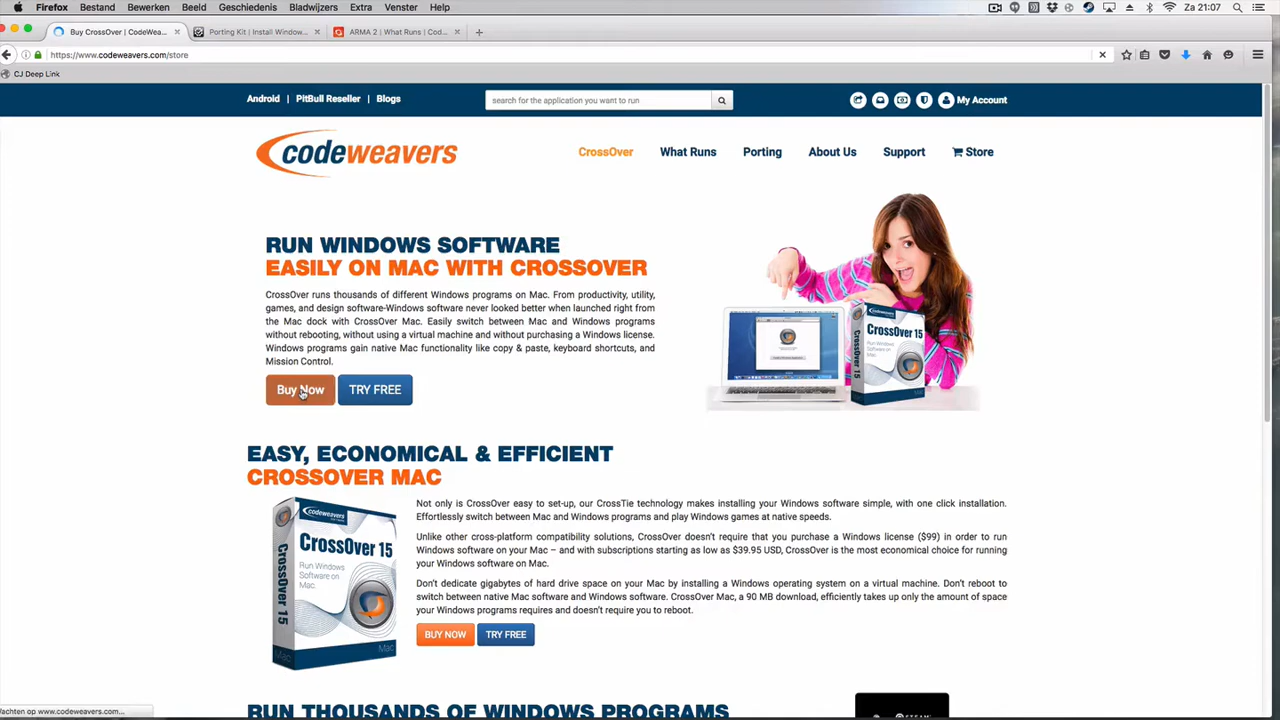 Firefox Bestand Bewerken Beeld Geschiedenis Bladwijzers Extra Venster Help Za 21:07
Buy CrossOver | CodeWea... Porting Kit | Install Window... ARMA 2 | What Runs | Cod...
https://www.codeweavers.com/store
CJ Deep Link
Android | PitBull Reseller | Blogs
search for the application you want to run
My Account
codeweavers
CrossOver What Runs Porting About Us Support Store
RUN WINDOWS SOFTWARE
EASILY ON MAC WITH CROSSOVER
CrossOver runs thousands of different Windows programs on Mac. From productivity, utility,
games, and design software-Windows software never looked better when launched right from
the Mac dock with CrossOver Mac. Easily switch between Mac and Windows programs
without rebooting, without using a virtual machine and without purchasing a Windows license.
Windows programs gain native Mac functionality like copy & paste, keyboard shortcuts, and
Mission Control.
Buy Now TRY FREE
CrossOver 15
Run Windows
Software on
Mac
CrossOver 15
Mac
EASY, ECONOMICAL & EFFICIENT
CROSSOVER MAC
Not only is CrossOver easy to set-up, our CrossTie technology makes installing your Windows software simple, with one click installation.
Effortlessly switch between Mac and Windows programs and play Windows games at native speeds.
Unlike other cross-platform compatibility solutions, CrossOver doesn't require that you purchase a Windows license ($99) in order to run
Windows software on your Mac – and with subscriptions starting as low as $39.95 USD, CrossOver is the most economical choice for running
your Windows software on Mac.
Don't dedicate gigabytes of hard drive space on your Mac by installing a Windows operating system on a virtual machine. Don't reboot to
switch between native Mac software and Windows software. CrossOver Mac, a 90 MB download, efficiently takes up only the amount of space
your Windows programs requires and doesn't require you to reboot.
BUY NOW TRY FREE
codeweavers
CrossOver 15
Run Windows
Software on
Mac
CrossOver 15
Mac
Mac
RUN THOUSANDS OF WINDOWS PROGRAMS
STEAM
Wachten op www.codeweavers.com...